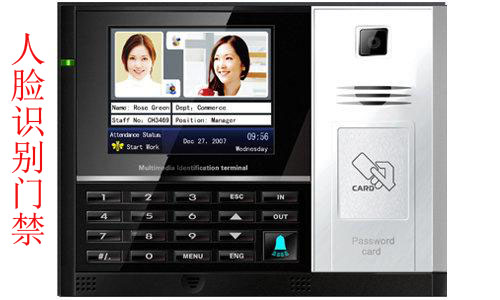 人脸识别门禁
Name: Rose Green Dept: Commerce
Staff No. CH3469 Position: Manager
Attendance Status
Start Work
Dec 27, 2007
09:56
Wednesday
Multimedia Identification terminal
1 2 3 ESC IN
4 5 6 OUT
7 8 9
#/. 0 MENU ENG
CARD
Password
card